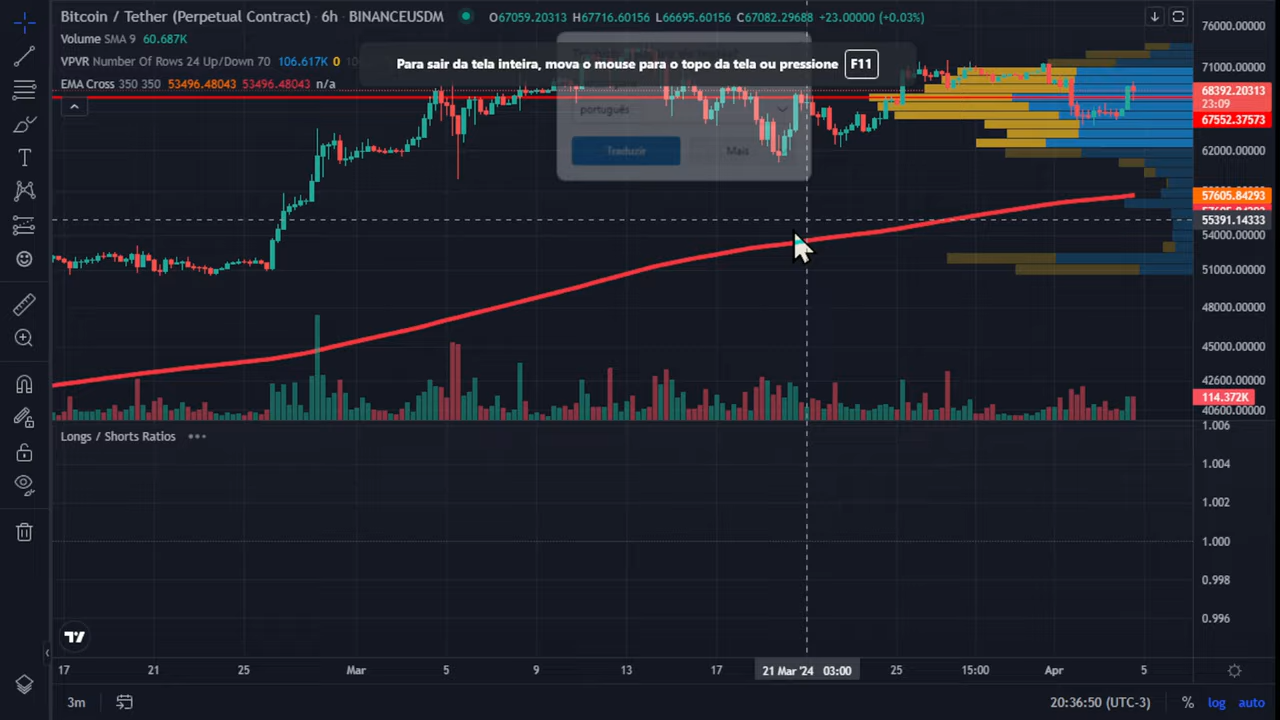 Bitcoin / Tether (Perpetual Contract) · 6h · BINANCEUSDM O67059.20313 H67716.60156 L66695.60156 C67082.29688 +23.00000 (+0.03%)
Volume SMA 9 60.687K
VPVR Number Of Rows 24 Up/Down 70 106.617K 0
EMA Cross 350 350 53496.48043 53496.48043 n/a
Para sair da tela inteira, mova o mouse para o topo da tela ou pressione F11
português
Traduzir Mais
76000.00000
71000.00000
68392.20313
23:09
67552.37573
62000.00000
57605.84293
55391.14333
54000.00000
51000.00000
48000.00000
45000.00000
42600.00000
114.372K
40600.00000
Longs / Shorts Ratios •••
1.006
1.004
1.002
1.000
0.998
0.996
17 21 25 Mar 5 9 13 17 21 Mar '24 03:00 25 15:00 Apr 5
3m 20:36:50 (UTC-3) % log auto